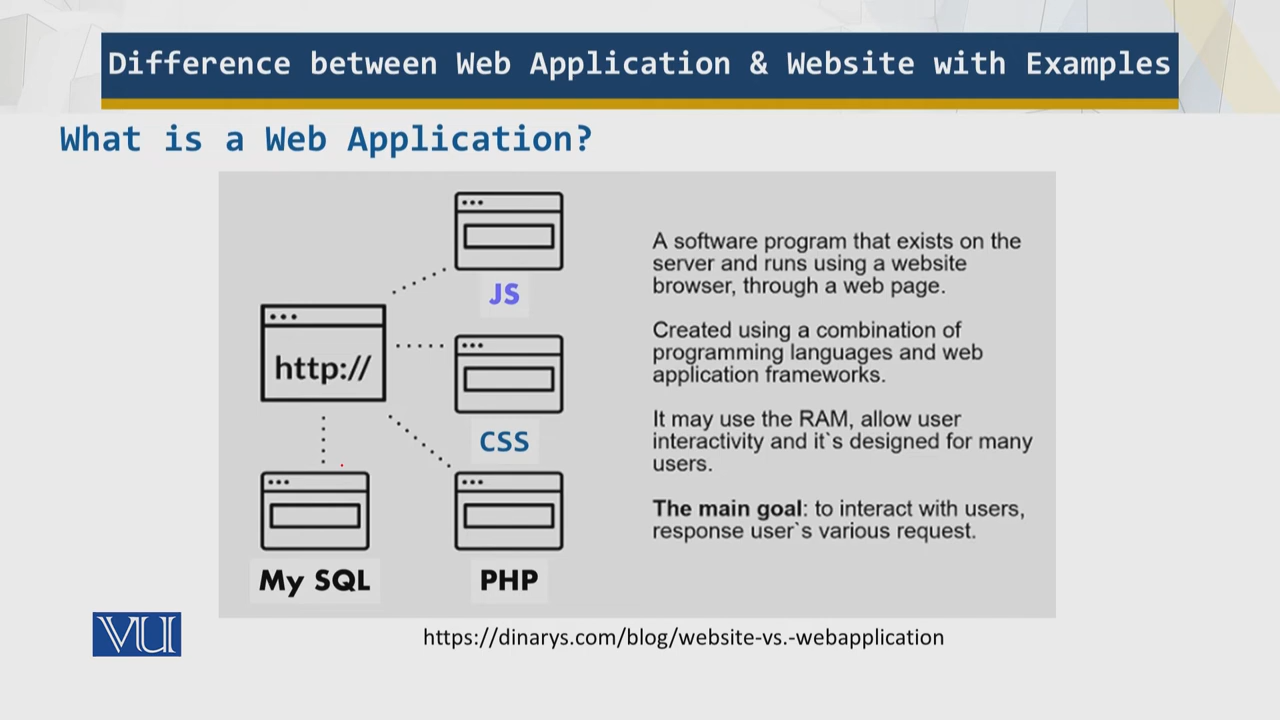 Difference between Web Application & Website with Examples
What is a Web Application?
http://
JS
CSS
My SQL
PHP
A software program that exists on the
server and runs using a website
browser, through a web page.
Created using a combination of
programming languages and web
application frameworks.
It may use the RAM, allow user
interactivity and it`s designed for many
users.
The main goal: to interact with users,
response user`s various request.
VU
https://dinarys.com/blog/website-vs.-webapplication